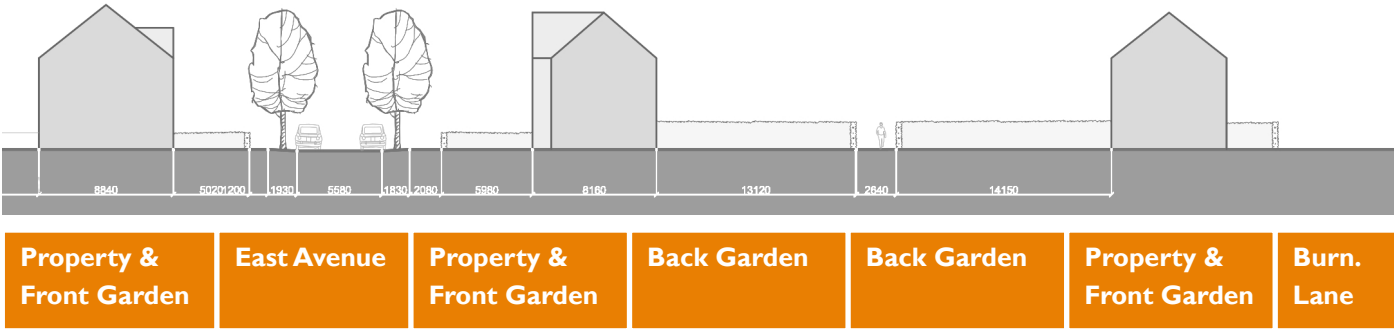 8840 5020 1200 1930 5580 1830 2080 5980 8160 13120 2640 14150
Property &
Front Garden
East Avenue
Property &
Front Garden
Back Garden
Back Garden
Property &
Front Garden
Burn.
Lane